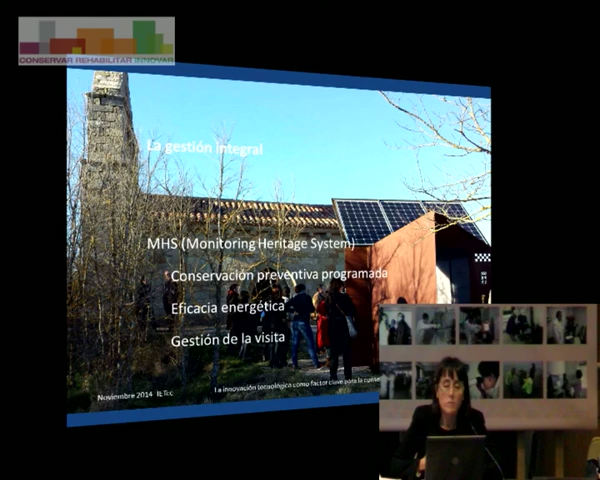 CONSERVAR REHABILITAR INNOVAR
La gestión integral
MHS (Monitoring Heritage System)
Conservación preventiva programada
Eficacia energética
Gestión de la visita
Noviembre 2014 IETcc
La innovación tecnológica como factor clave para la